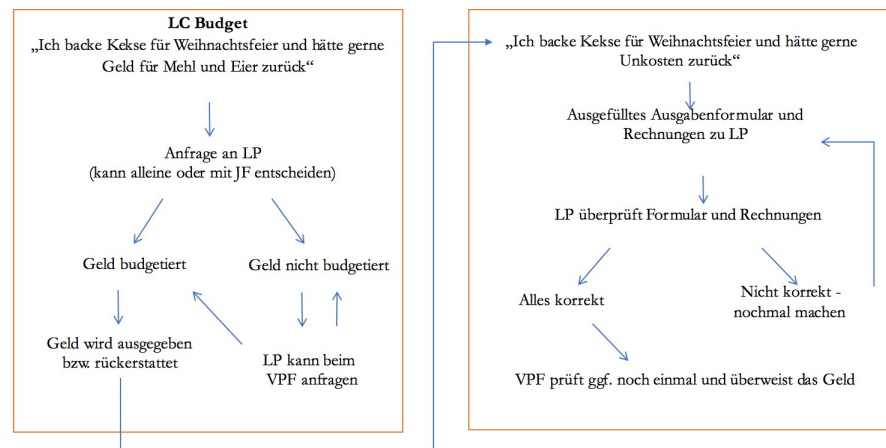 LC Budget
„Ich backe Kekse für Weihnachtsfeier und hätte gerne
Geld für Mehl und Eier zurück“
Anfrage an LP
(kann alleine oder mit JF entscheiden)
Geld budgetiert
Geld nicht budgetiert
Geld wird ausgegeben
bzw. rückerstattet
LP kann beim
VPF anfragen
„Ich backe Kekse für Weihnachtsfeier und hätte gerne
Unkosten zurück“
Ausgefülltes Ausgabenformular und
Rechnungen zu LP
LP überprüft Formular und Rechnungen
Alles korrekt
Nicht korrekt -
nochmal machen
VPF prüft ggf. noch einmal und überweist das Geld